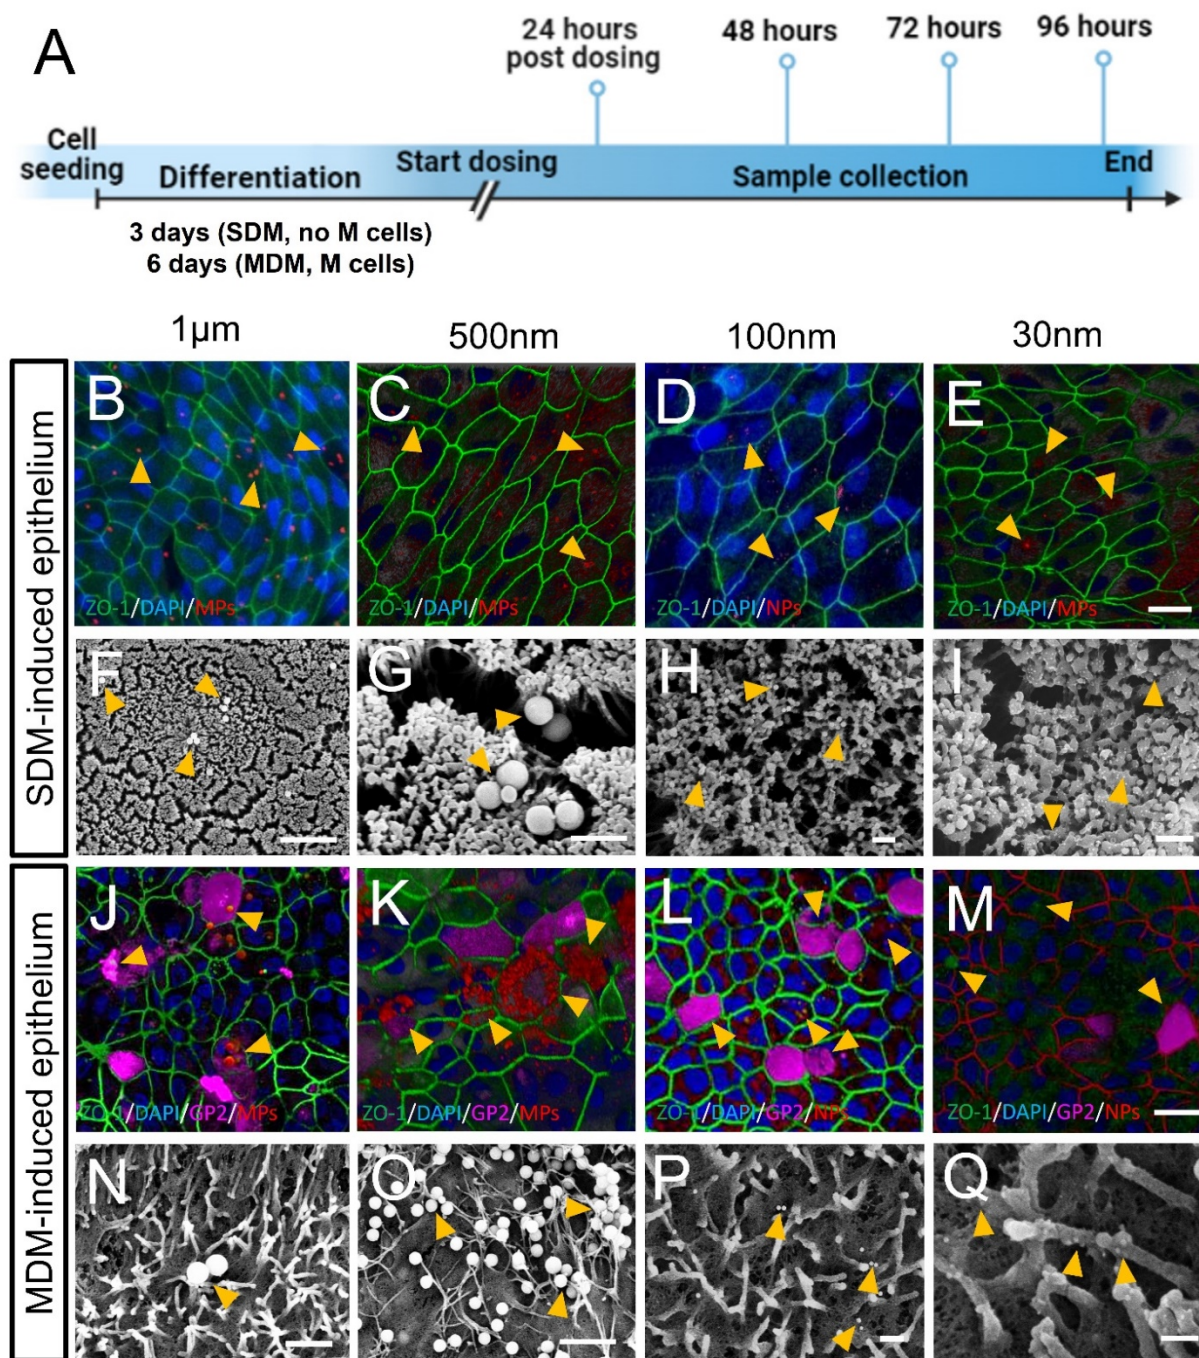 A
24 hours
post dosing
48 hours
72 hours
96 hours
Cell
seeding
Differentiation
Start dosing
Sample collection
End
3 days (SDM, no M cells)
6 days (MDM, M cells)
1µm
500nm
100nm
30nm
SDM-induced epithelium
B
C
D
E
ZO-1/DAPI/MPs
ZO-1/DAPI/MPs
ZO-1/DAPI/NPs
ZO-1/DAPI/MPs
F
G
H
I
MDM-induced epithelium
J
K
L
M
ZO-1/DAPI/GP2/MPs
ZO-1/DAPI/GP2/MPs
ZO-1/DAPI/GP2/NPs
ZO-1/DAPI/GP2/NPs
N
O
P
Q